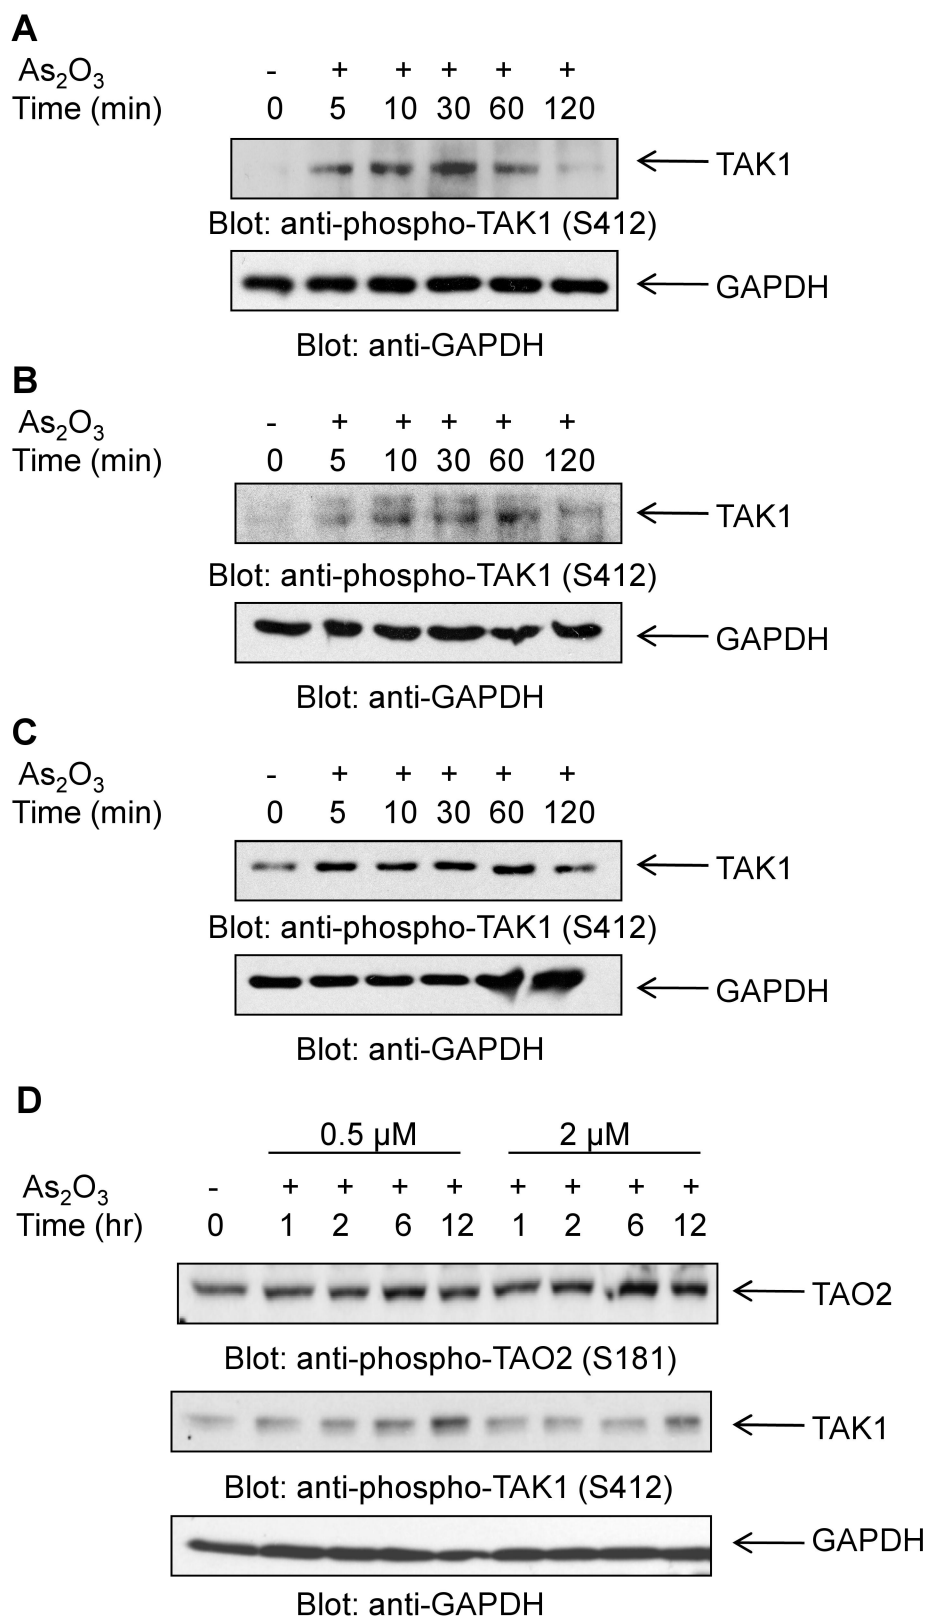 A
As₂O₃ - + + + + +
Time (min) 0 5 10 30 60 120
TAK1
Blot: anti-phospho-TAK1 (S412)
GAPDH
Blot: anti-GAPDH
B
As₂O₃ - + + + + +
Time (min) 0 5 10 30 60 120
TAK1
Blot: anti-phospho-TAK1 (S412)
GAPDH
Blot: anti-GAPDH
C
As₂O₃ - + + + + +
Time (min) 0 5 10 30 60 120
TAK1
Blot: anti-phospho-TAK1 (S412)
GAPDH
Blot: anti-GAPDH
D
0.5 µM 2 µM
As₂O₃ - + + + + + + + +
Time (hr) 0 1 2 6 12 1 2 6 12
TAO2
Blot: anti-phospho-TAO2 (S181)
TAK1
Blot: anti-phospho-TAK1 (S412)
GAPDH
Blot: anti-GAPDH